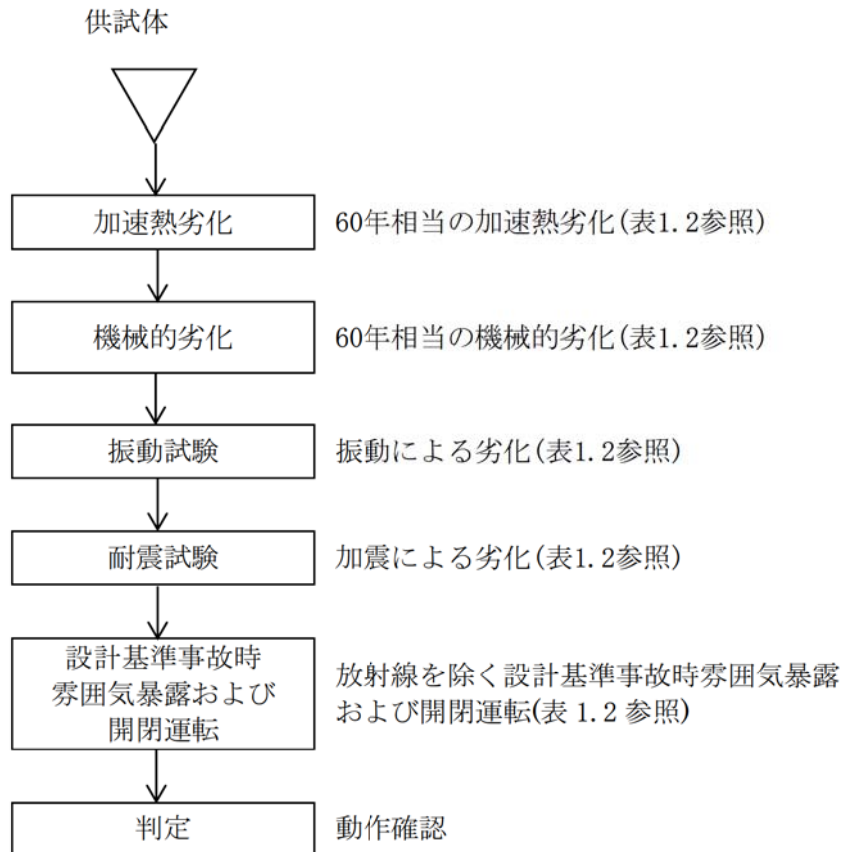 供試体
加速熱劣化
60年相当の加速熱劣化(表1.2参照)
機械的劣化
60年相当の機械的劣化(表1.2参照)
振動試験
振動による劣化(表1.2参照)
耐震試験
加震による劣化(表1.2参照)
設計基準事故時
雰囲気暴露および
開閉運転
放射線を除く設計基準事故時雰囲気暴露
および開閉運転(表 1.2 参照)
判定
動作確認